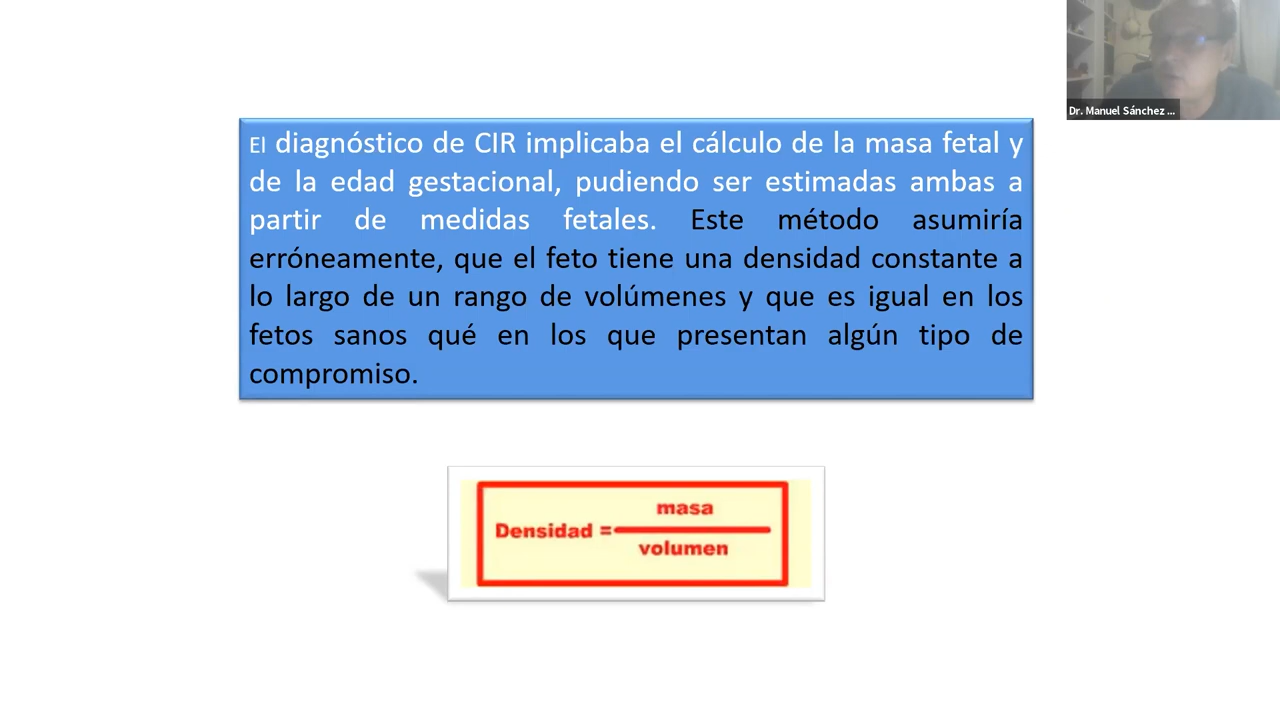 El diagnóstico de CIR implicaba el cálculo de la masa fetal y
de la edad gestacional, pudiendo ser estimadas ambas a
partir de medidas fetales. Este método asumiría
erróneamente, que el feto tiene una densidad constante a
lo largo de un rango de volúmenes y que es igual en los
fetos sanos qué en los que presentan algún tipo de
compromiso.
masa
Densidad =
volumen
Dr. Manuel Sánchez ...